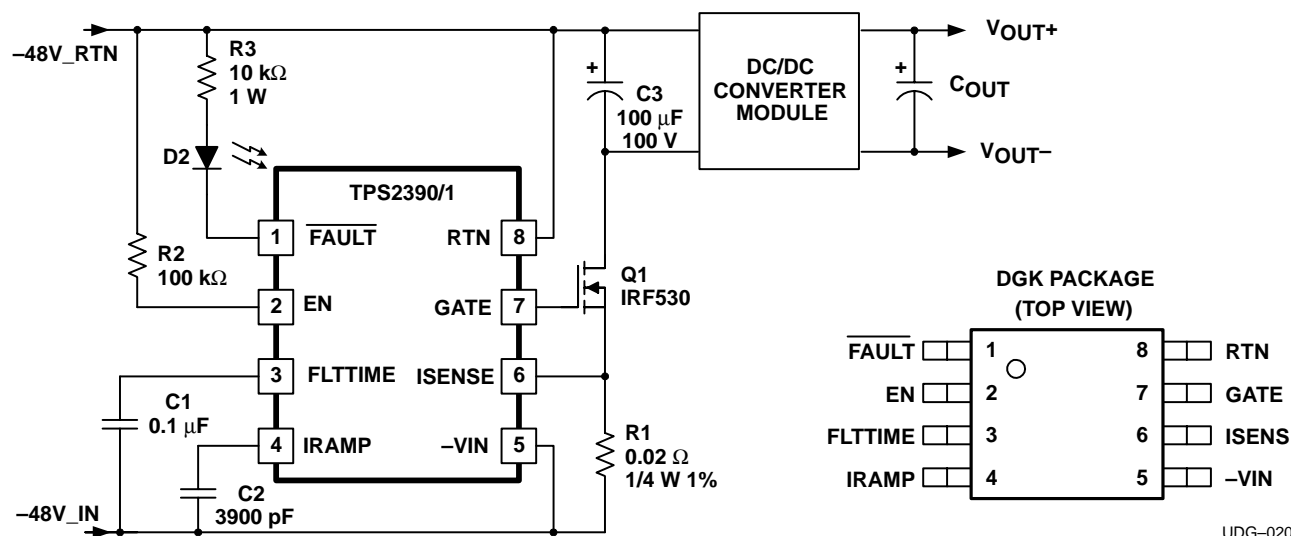 –48V_RTN
R3
10 kΩ
1 W
D2
R2
100 kΩ
C1
0.1 μF
C2
3900 pF
–48V_IN
TPS2390/1
1 FAULT
2 EN
3 FLTTIME
4 IRAMP
RTN 8
GATE 7
ISENSE 6
–VIN 5
+
C3
100 μF
100 V
Q1
IRF530
R1
0.02 Ω
1/4 W 1%
DC/DC
CONVERTER
MODULE
VOUT+
+
COUT
VOUT–
DGK PACKAGE
(TOP VIEW)
FAULT 1 8 RTN
EN 2 7 GATE
FLTTIME 3 6 ISENS
IRAMP 4 5 –VIN
UDG–020